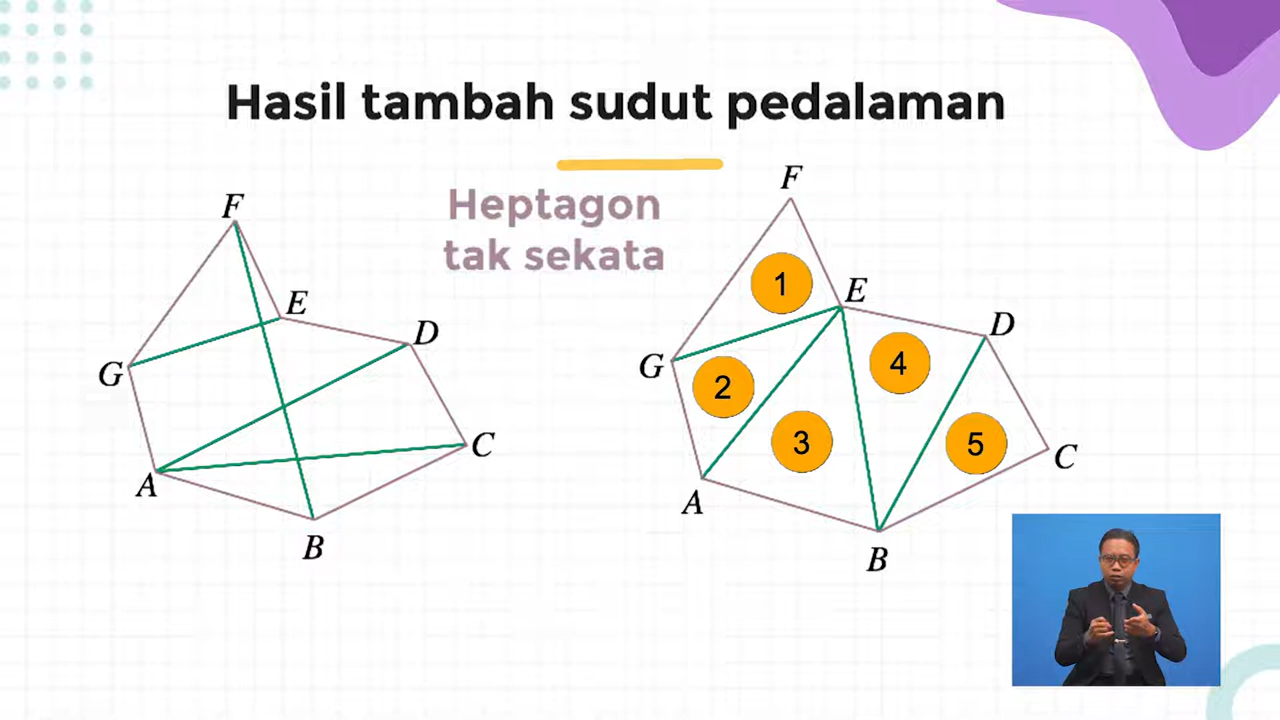 Hasil tambah sudut pedalaman
Heptagon
tak sekata
F
E
D
G
C
A
B
F
1
E
D
G
2
4
3
5
C
A
B